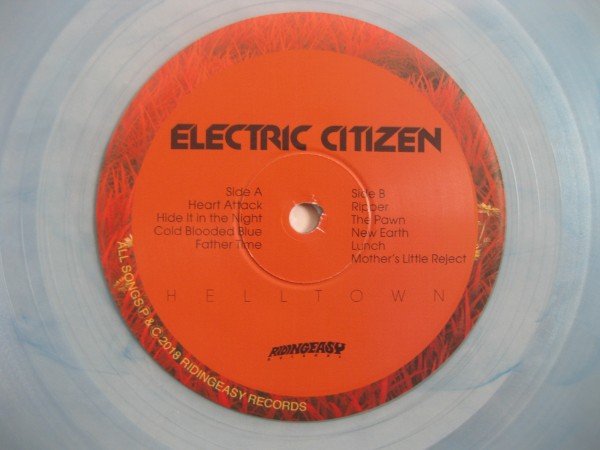 ELECTRIC CITIZEN
Side A
Heart Attack
Hide It in the Night
Cold Blooded Blue
Father Time
Side B
Ripper
The Pawn
New Earth
Lunch
Mother's Little Reject
HELLTOWN
RIDINGEASY
RECORDS
ALL SONGS P & C 2018 RIDINGEASY RECORDS